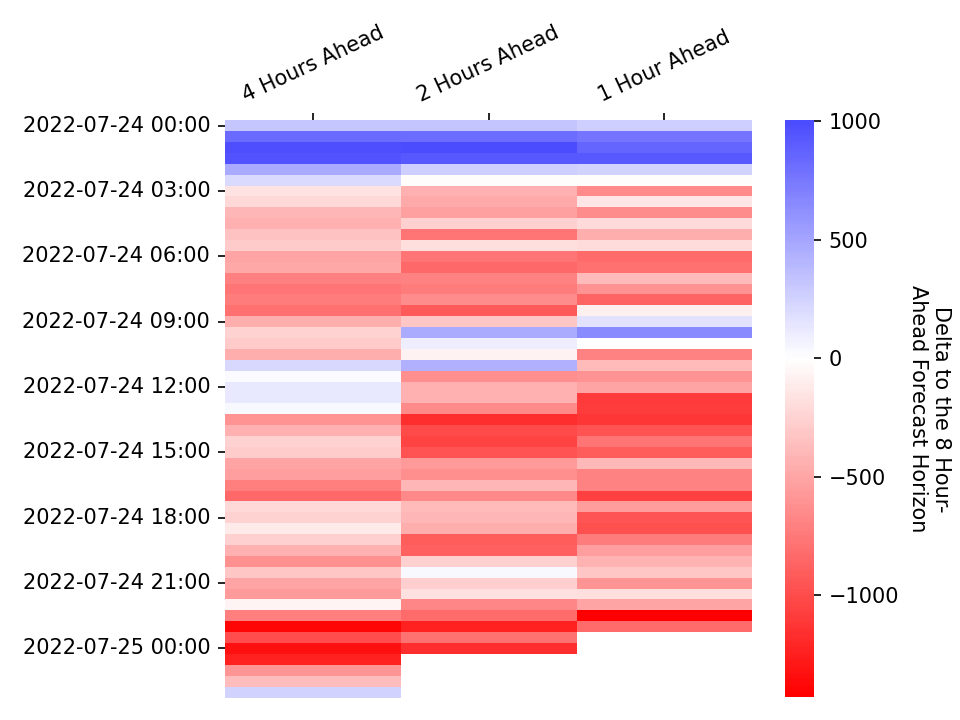 4 Hours Ahead
2 Hours Ahead
1 Hour Ahead
2022-07-24 00:00
2022-07-24 03:00
2022-07-24 06:00
2022-07-24 09:00
2022-07-24 12:00
2022-07-24 15:00
2022-07-24 18:00
2022-07-24 21:00
2022-07-25 00:00
1000
500
0
−500
−1000
Delta to the 8 Hour-
Ahead Forecast Horizon